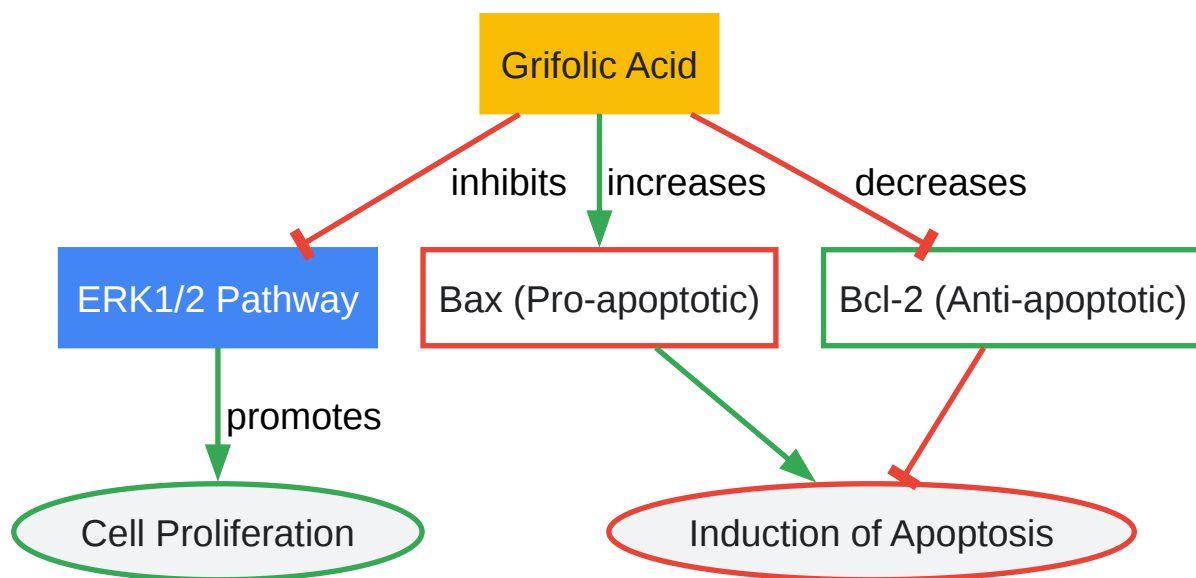 Grifolic Acid
inhibits
increases
decreases
ERK1/2 Pathway
Bax (Pro-apoptotic)
Bcl-2 (Anti-apoptotic)
promotes
Cell Proliferation
Induction of Apoptosis